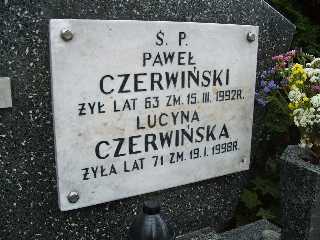 Ś. P.
PAWEŁ
CZERWIŃSKI
ŻYŁ LAT 63 ZM. 15. III. 1992R.
LUCYNA
CZERWIŃSKA
ŻYŁA LAT 71 ZM. 19. I. 1998R.